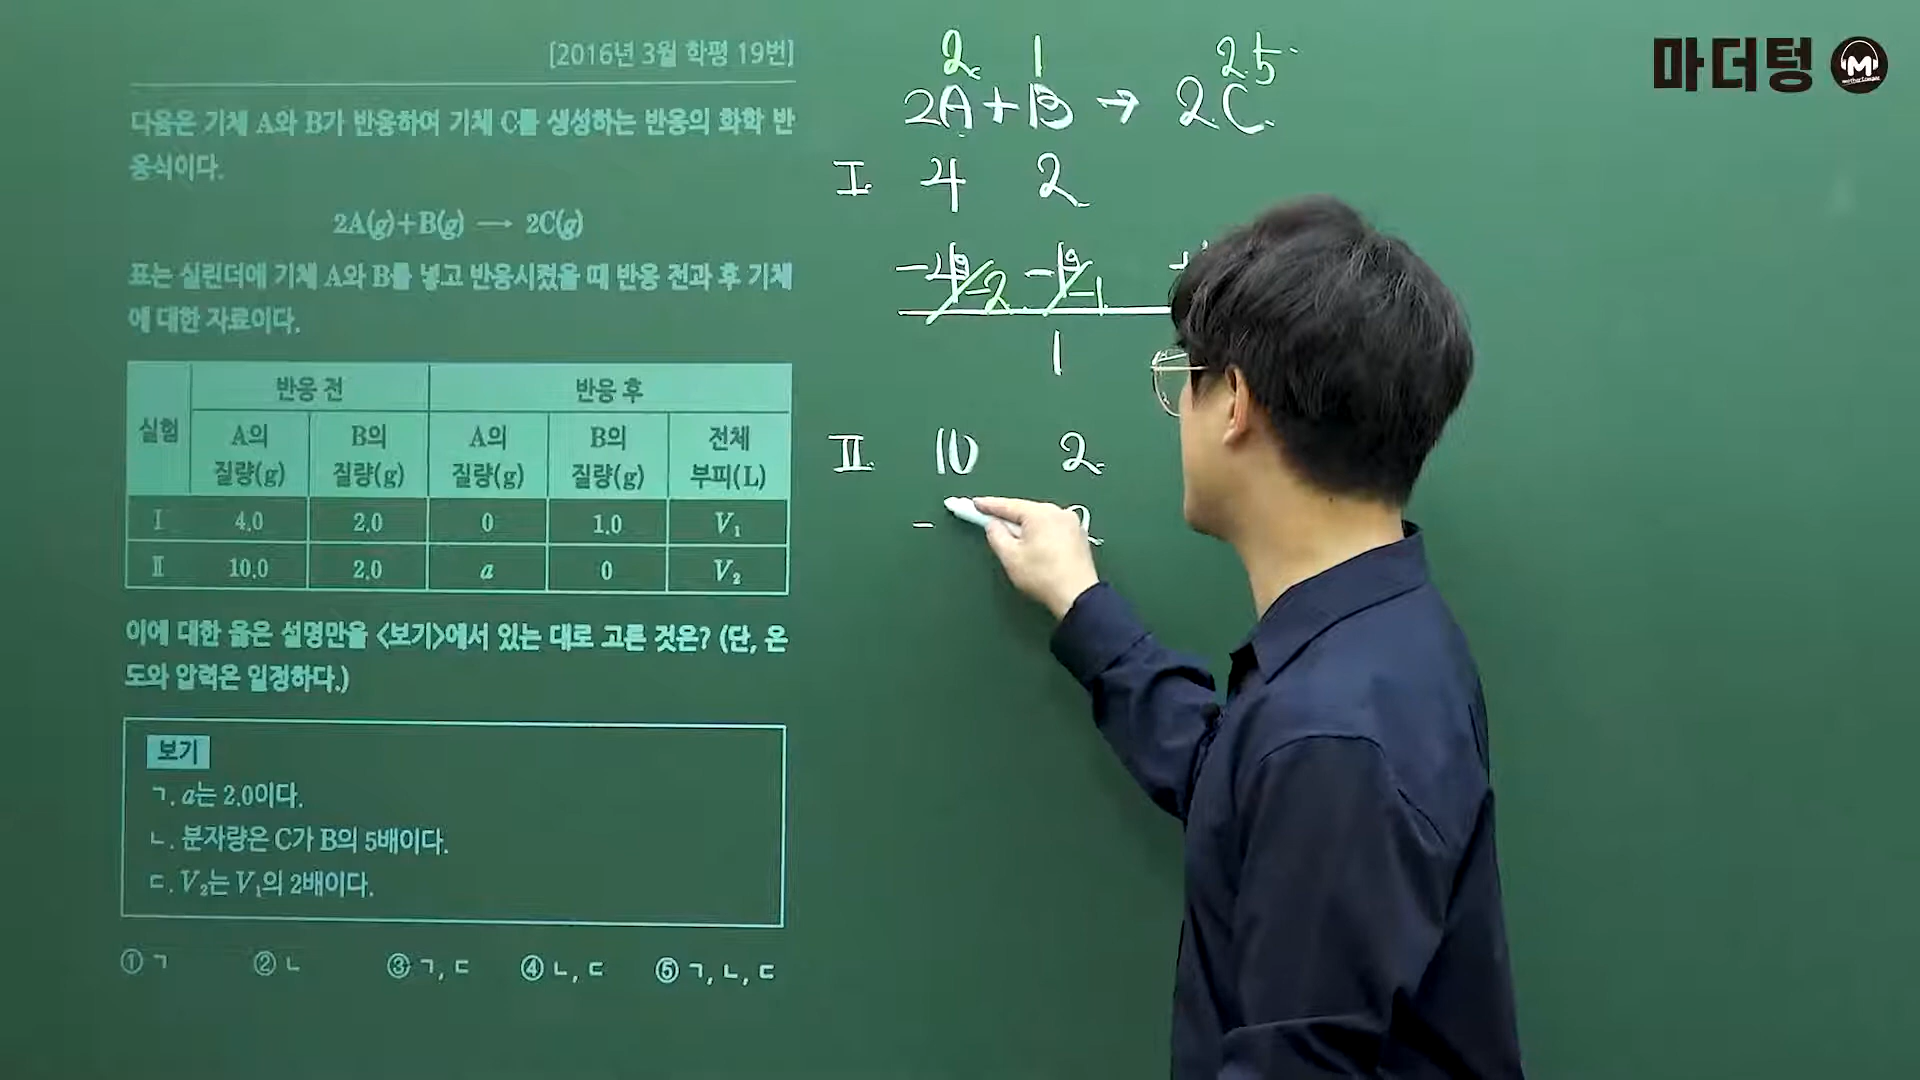 [2016년 3월 학평 19번]
다음은 기체 A와 B가 반응하여 기체 C를 생성하는 반응의 화학 반
응식이다.
2A(g)+B(g) → 2C(g)
표는 실린더에 기체 A와 B를 넣고 반응시켰을 때 반응 전과 후 기체
에 대한 자료이다.
실험 반응 전 반응 후
A의 질량(g) B의 질량(g) A의 질량(g) B의 질량(g) 전체 부피(L)
Ⅰ 4.0 2.0 0 1.0 V₁
Ⅱ 10.0 2.0 a 0 V₂
이에 대한 옳은 설명만을 <보기>에서 있는 대로 고른 것은? (단, 온
도와 압력은 일정하다.)
보기
ㄱ. a는 2.0이다.
ㄴ. 분자량은 C가 B의 5배이다.
ㄷ. V₂는 V₁의 2배이다.
① ㄱ ② ㄴ ③ ㄱ, ㄷ ④ ㄴ, ㄷ ⑤ ㄱ, ㄴ, ㄷ
2 1 2.5
2A+B → 2C
Ⅰ 4 2
-4g -2 -1g -1
1
Ⅱ 10 2
- 2
마더텅 M